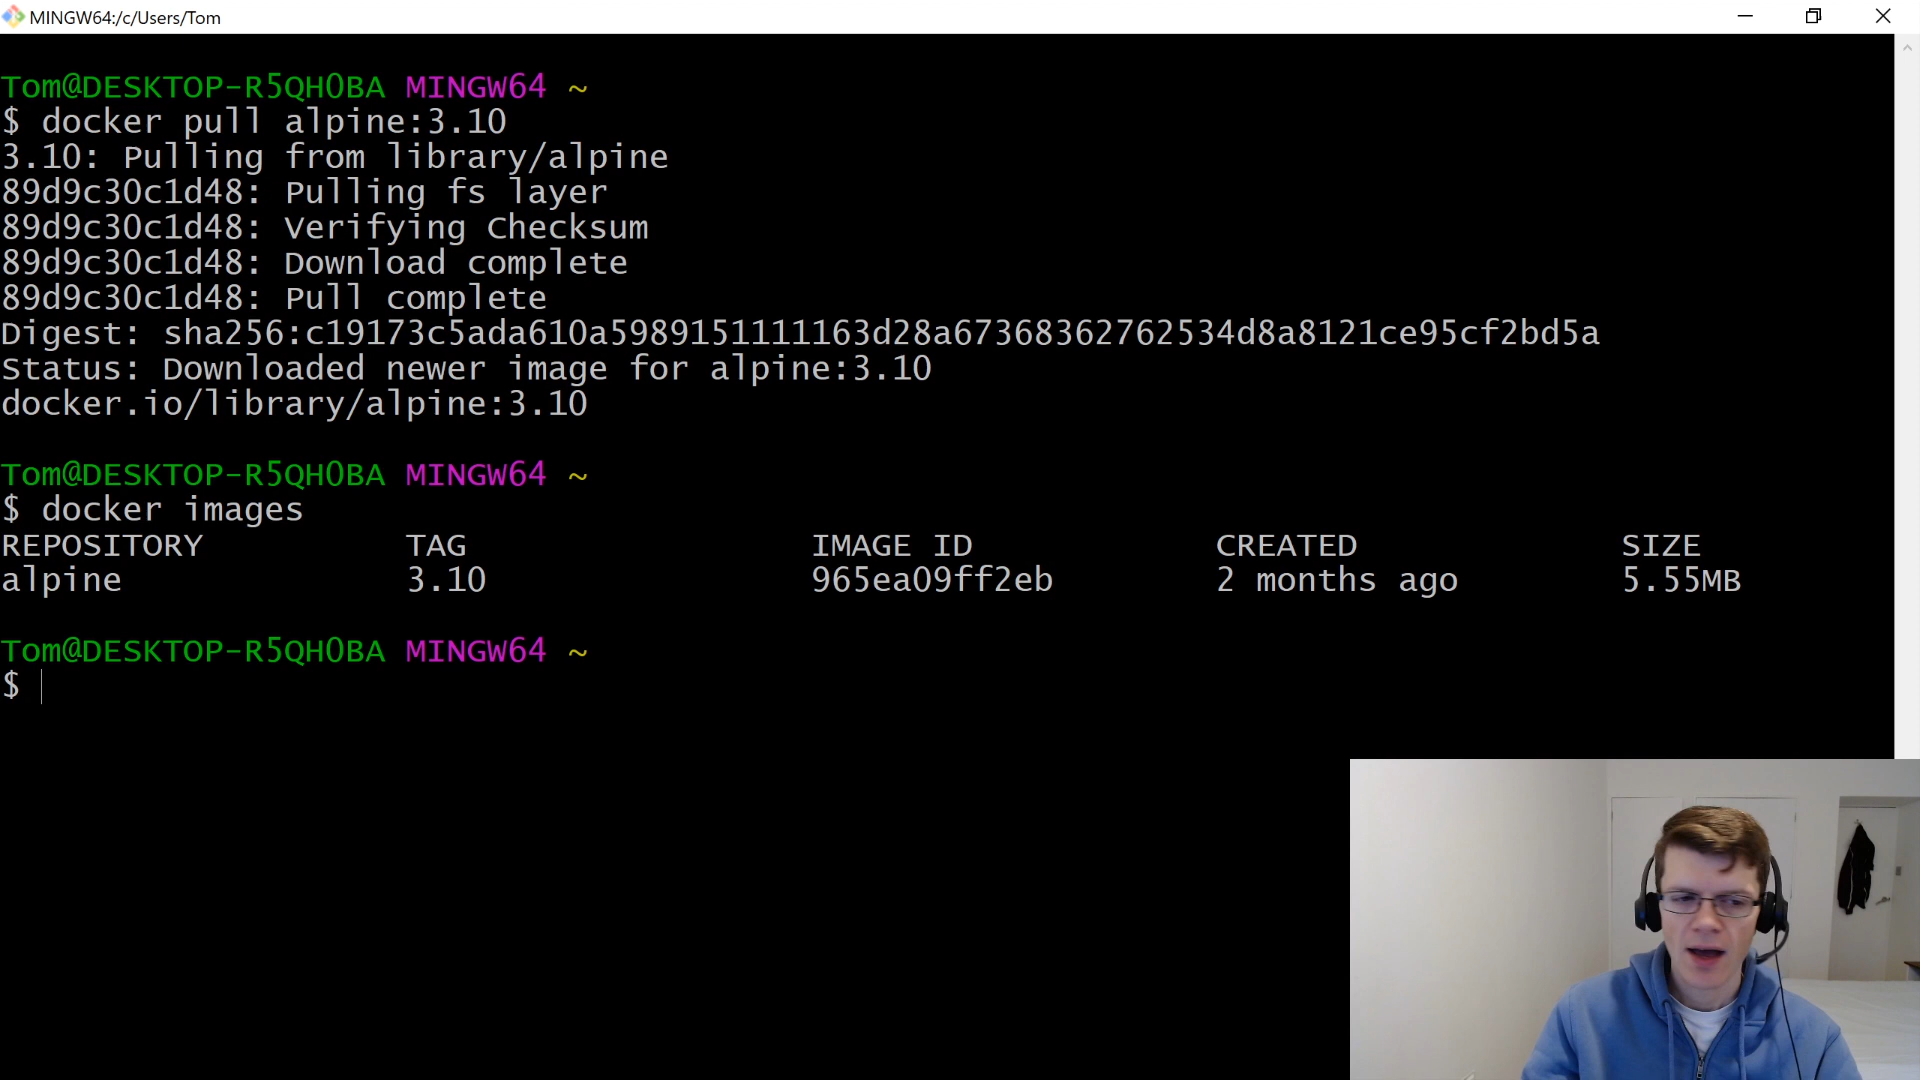 MINGW64:/c/Users/Tom
Tom@DESKTOP-R5QH0BA MINGW64 ~
$ docker pull alpine:3.10
3.10: Pulling from library/alpine
89d9c30c1d48: Pulling fs layer
89d9c30c1d48: Verifying Checksum
89d9c30c1d48: Download complete
89d9c30c1d48: Pull complete
Digest: sha256:c19173c5ada610a5989151111163d28a67368362762534d8a8121ce95cf2bd5a
Status: Downloaded newer image for alpine:3.10
docker.io/library/alpine:3.10
Tom@DESKTOP-R5QH0BA MINGW64 ~
$ docker images
REPOSITORY TAG IMAGE ID CREATED SIZE
alpine 3.10 965ea09ff2eb 2 months ago 5.55MB
Tom@DESKTOP-R5QH0BA MINGW64 ~
$